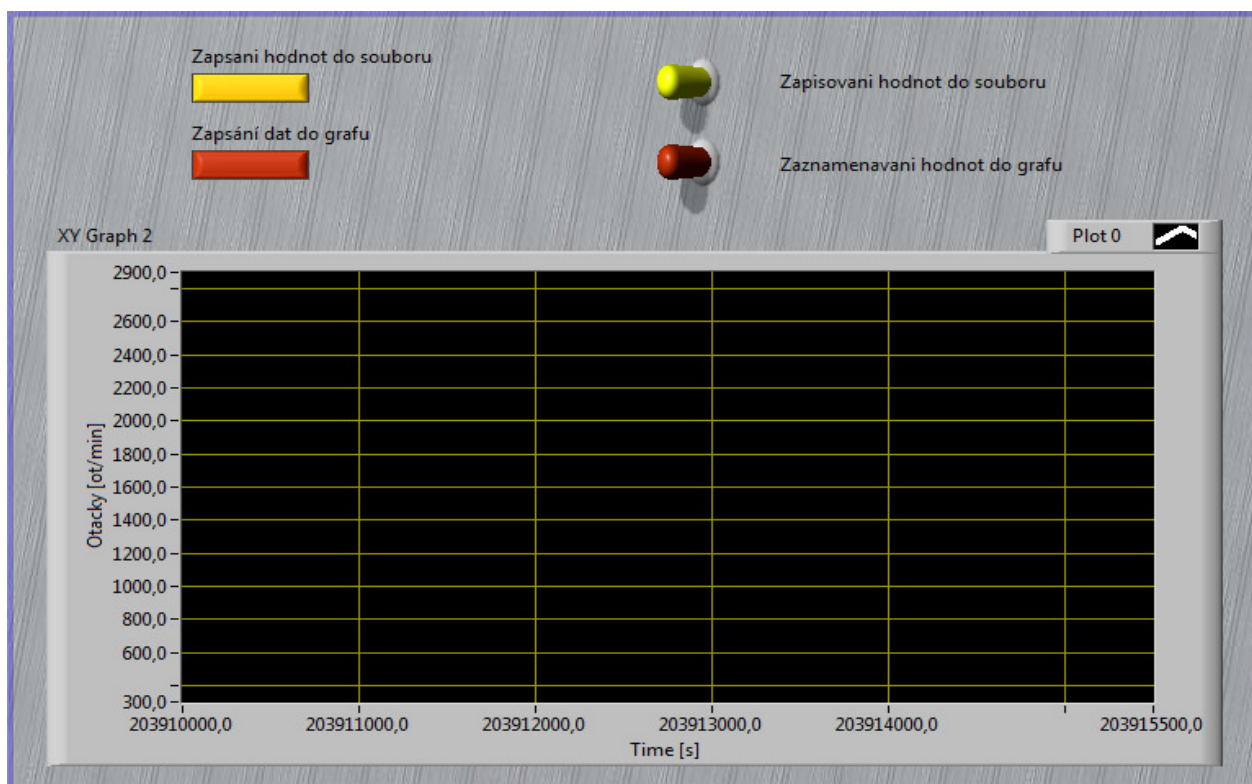 Zapsani hodnot do souboru
Zapisovani hodnot do souboru
Zapsání dat do grafu
Zaznamenavani hodnot do grafu
XY Graph 2
Plot 0
2900,0
2600,0
2400,0
2200,0
2000,0
1800,0
1600,0
1400,0
1200,0
1000,0
800,0
600,0
300,0
Otacky [ot/min]
203910000,0 203911000,0 203912000,0 203913000,0 203914000,0 203915500,0
Time [s]